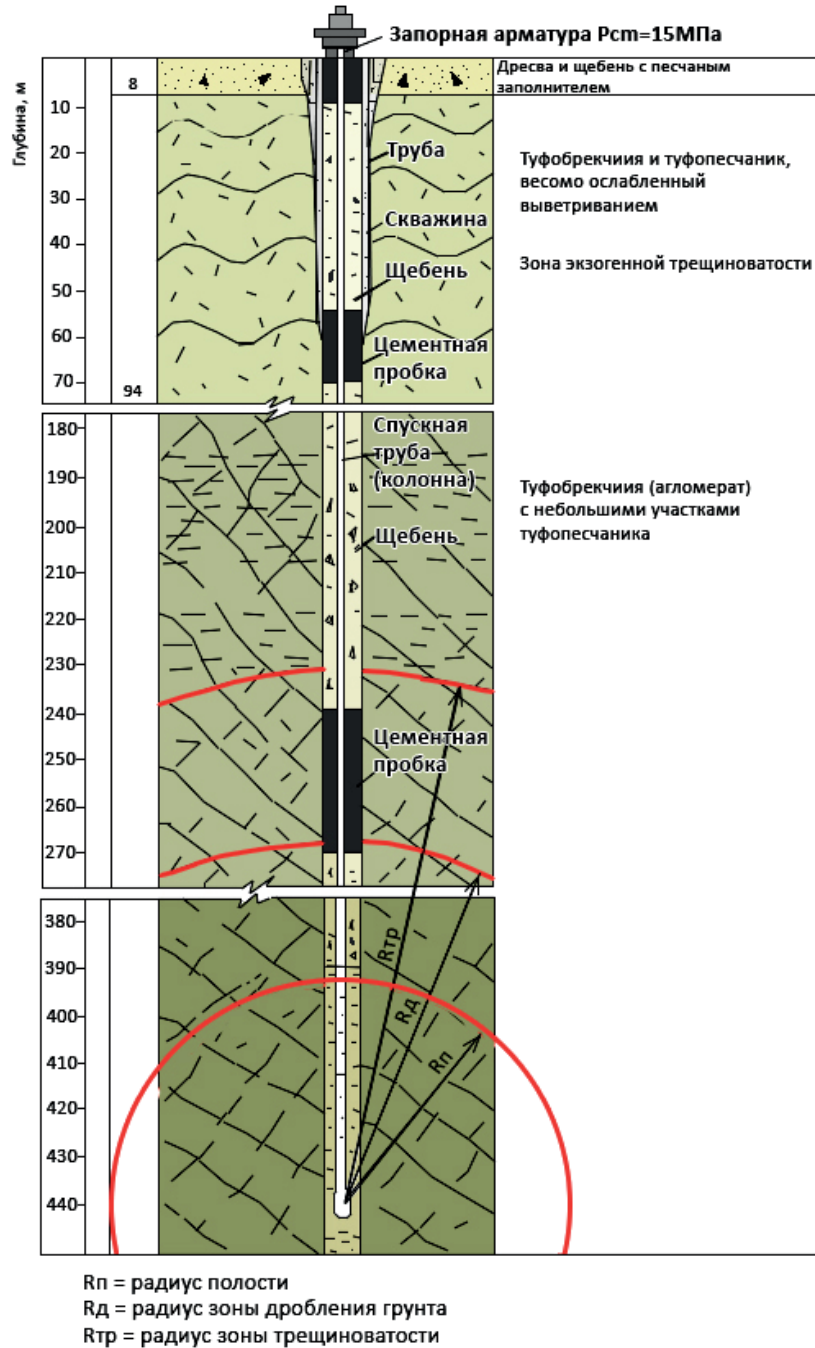 Запорная арматура Рст=15МПа
Глубина, м
8
Дресва и щебень с песчаным
заполнителем
10
20
30
40
50
60
70
94
Труба
Скважина
Щебень
Цементная
пробка
Туфобрекчиия и туфопесчаник,
весомо ослабленный
выветриванием
Зона экзогенной трещиноватости
180
190
200
210
220
230
240
250
260
270
Спускная
труба
(колонна)
Щебень
Цементная
пробка
Туфобрекчиия (агломерат)
с небольшими участками
туфопесчаника
380
390
400
410
420
430
440
Rтр
Rд
Rп
Rп = радиус полости
Rд = радиус зоны дробления грунта
Rтр = радиус зоны трещиноватости